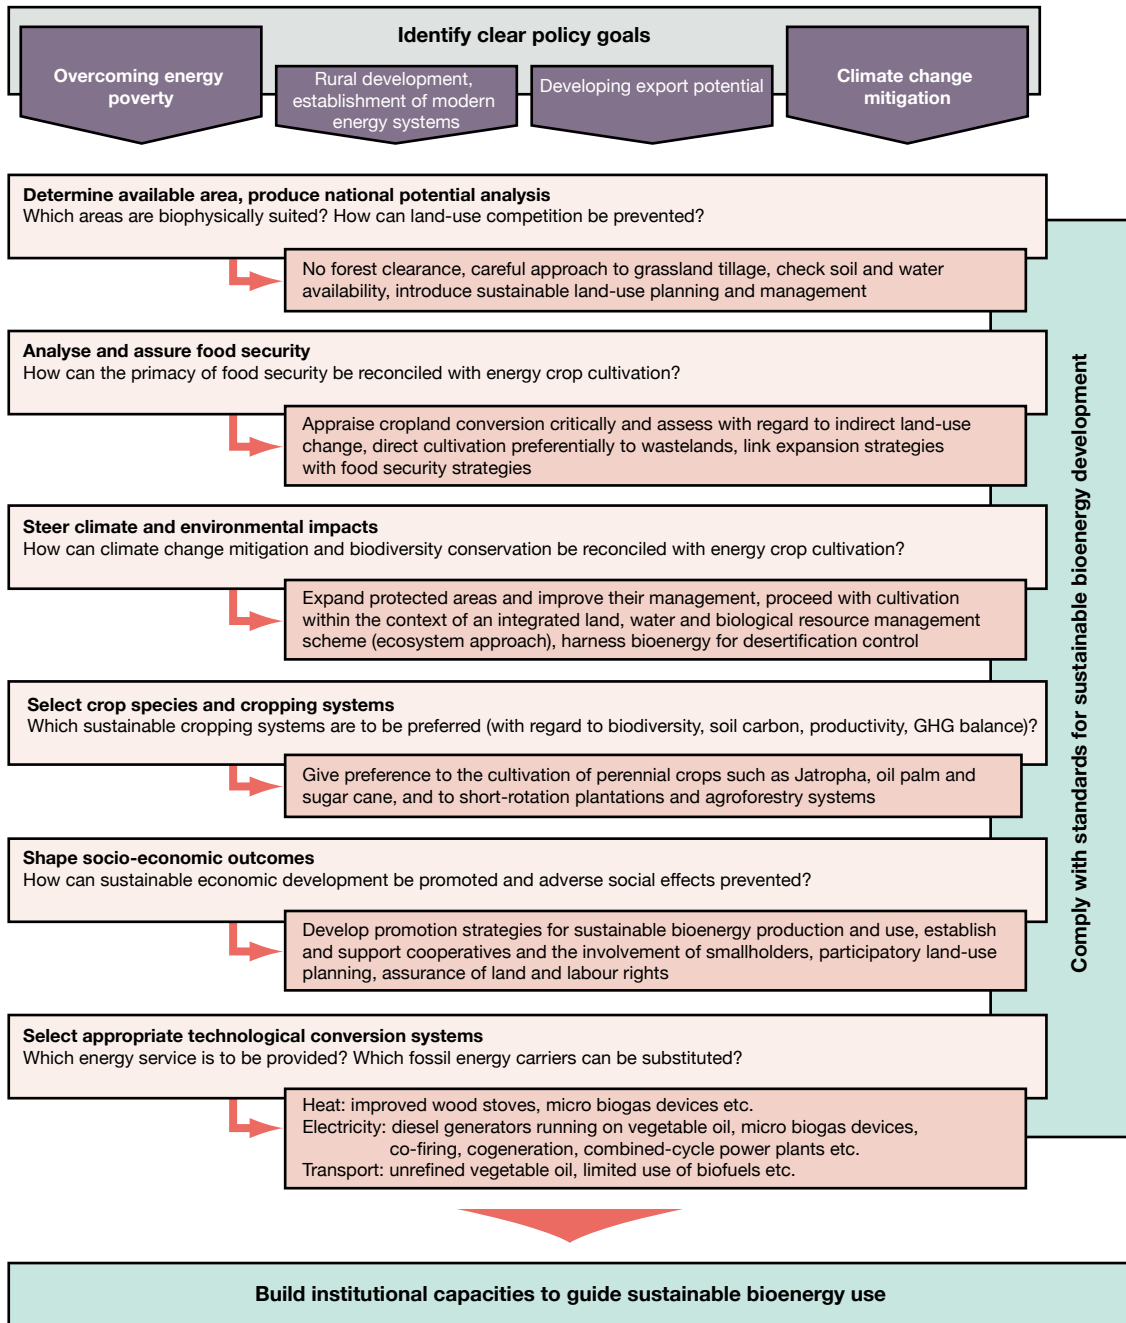 Identify clear policy goals
Overcoming energy
poverty
Rural development,
establishment of modern
energy systems
Developing export potential
Climate change
mitigation
Determine available area, produce national potential analysis
Which areas are biophysically suited? How can land-use competition be prevented?
No forest clearance, careful approach to grassland tillage, check soil and water
availability, introduce sustainable land-use planning and management
Analyse and assure food security
How can the primacy of food security be reconciled with energy crop cultivation?
Appraise cropland conversion critically and assess with regard to indirect land-use
change, direct cultivation preferentially to wastelands, link expansion strategies
with food security strategies
Steer climate and environmental impacts
How can climate change mitigation and biodiversity conservation be reconciled with energy crop cultivation?
Expand protected areas and improve their management, proceed with cultivation
within the context of an integrated land, water and biological resource management
scheme (ecosystem approach), harness bioenergy for desertification control
Select crop species and cropping systems
Which sustainable cropping systems are to be preferred (with regard to biodiversity, soil carbon, productivity, GHG balance)?
Give preference to the cultivation of perennial crops such as Jatropha, oil palm and
sugar cane, and to short-rotation plantations and agroforestry systems
Shape socio-economic outcomes
How can sustainable economic development be promoted and adverse social effects prevented?
Develop promotion strategies for sustainable bioenergy production and use, establish
and support cooperatives and the involvement of smallholders, participatory land-use
planning, assurance of land and labour rights
Select appropriate technological conversion systems
Which energy service is to be provided? Which fossil energy carriers can be substituted?
Heat: improved wood stoves, micro biogas devices etc.
Electricity: diesel generators running on vegetable oil, micro biogas devices,
co-firing, cogeneration, combined-cycle power plants etc.
Transport: unrefined vegetable oil, limited use of biofuels etc.
Comply with standards for sustainable bioenergy development
Build institutional capacities to guide sustainable bioenergy use